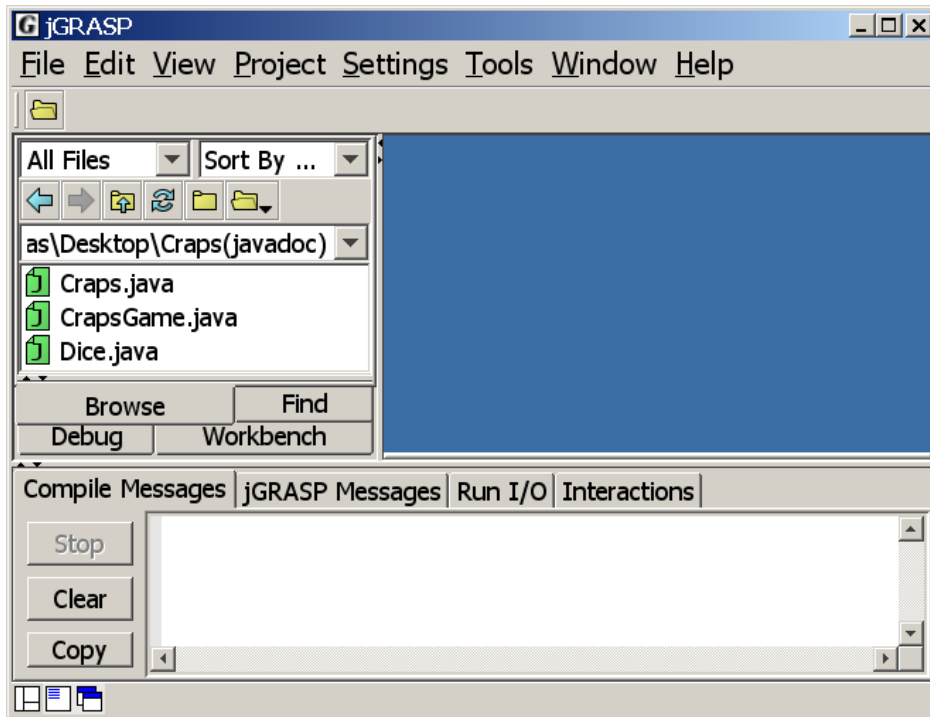 jGRASP
File Edit View Project Settings Tools Window Help
All Files Sort By ...
as\Desktop\Craps(javadoc)
Craps.java
CrapsGame.java
Dice.java
Browse Find
Debug Workbench
Compile Messages jGRASP Messages Run I/O Interactions
Stop
Clear
Copy